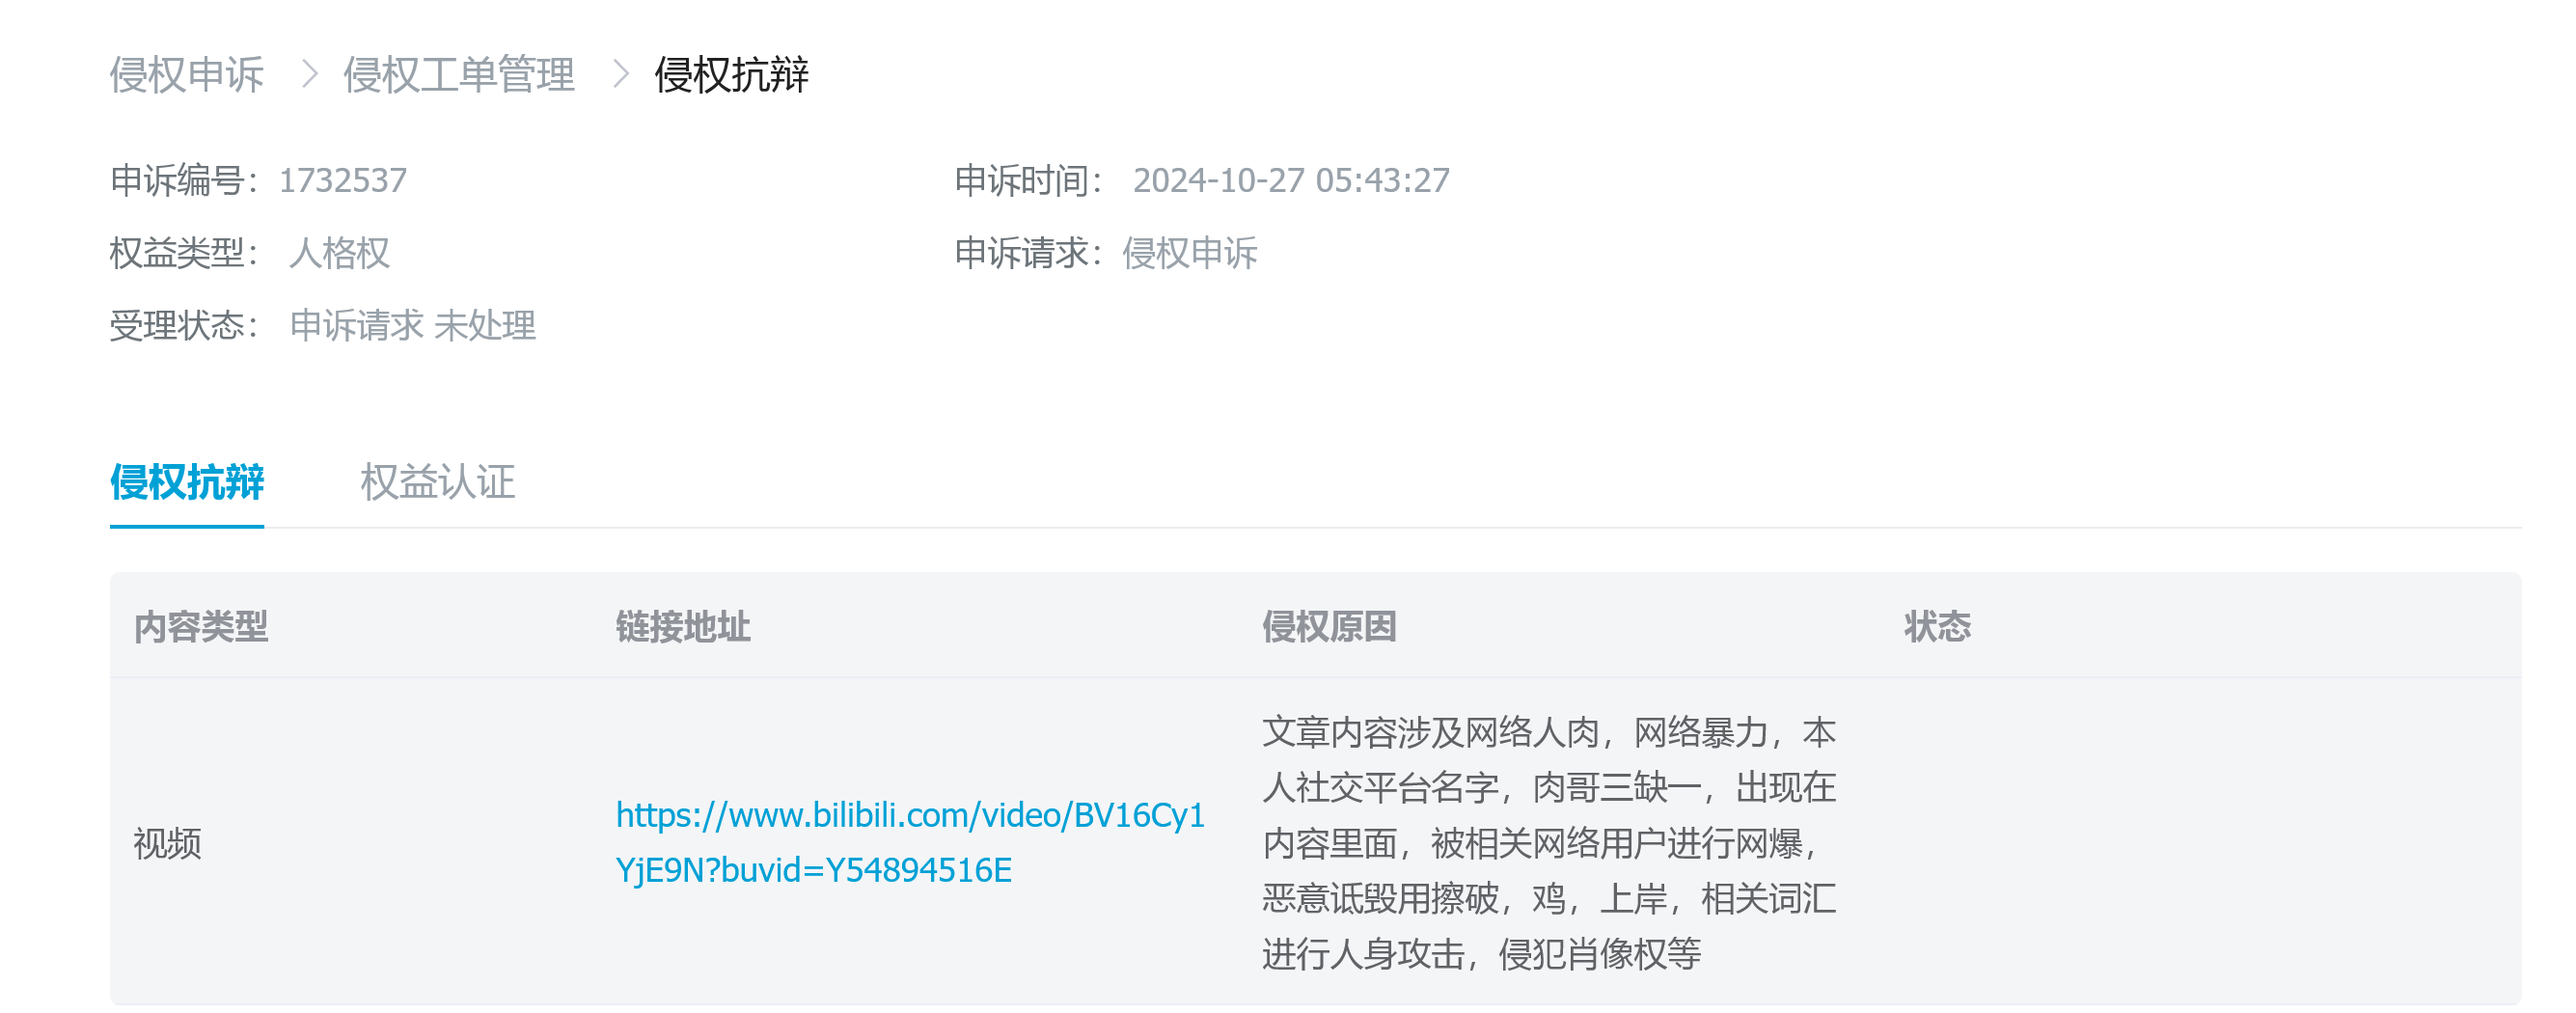 侵权申诉 > 侵权工单管理 > 侵权抗辩
申诉编号：1732537
申诉时间： 2024-10-27 05:43:27
权益类型： 人格权
申诉请求：侵权申诉
受理状态： 申诉请求 未处理
侵权抗辩
权益认证
内容类型
链接地址
侵权原因
状态
视频
https://www.bilibili.com/video/BV16Cy1
YjE9N?buvid=Y54894516E
文章内容涉及网络人肉，网络暴力，本
人社交平台名字，肉哥三缺一，出现在
内容里面，被相关网络用户进行网爆，
恶意诋毁用擦破，鸡，上岸，相关词汇
进行人身攻击，侵犯肖像权等